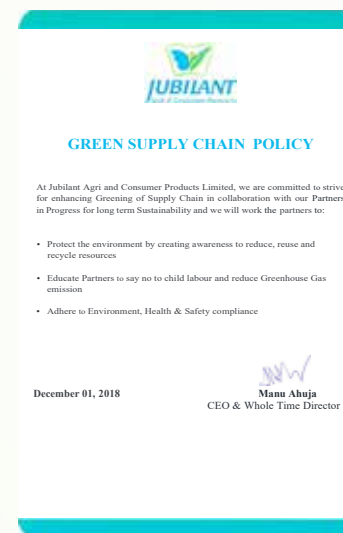 JUBILANT
GREEN SUPPLY CHAIN POLICY
At Jubilant Agri and Consumer Products Limited, we are committed to strive
for enhancing Greening of Supply Chain in collaboration with our Partners
in Progress for long term Sustainability and we will work the partners to:
• Protect the environment by creating awareness to reduce, reuse and
recycle resources
• Educate Partners to say no to child labour and reduce Greenhouse Gas
emission
• Adhere to Environment, Health & Safety compliance
December 01, 2018
Manu Ahuja
CEO & Whole Time Director